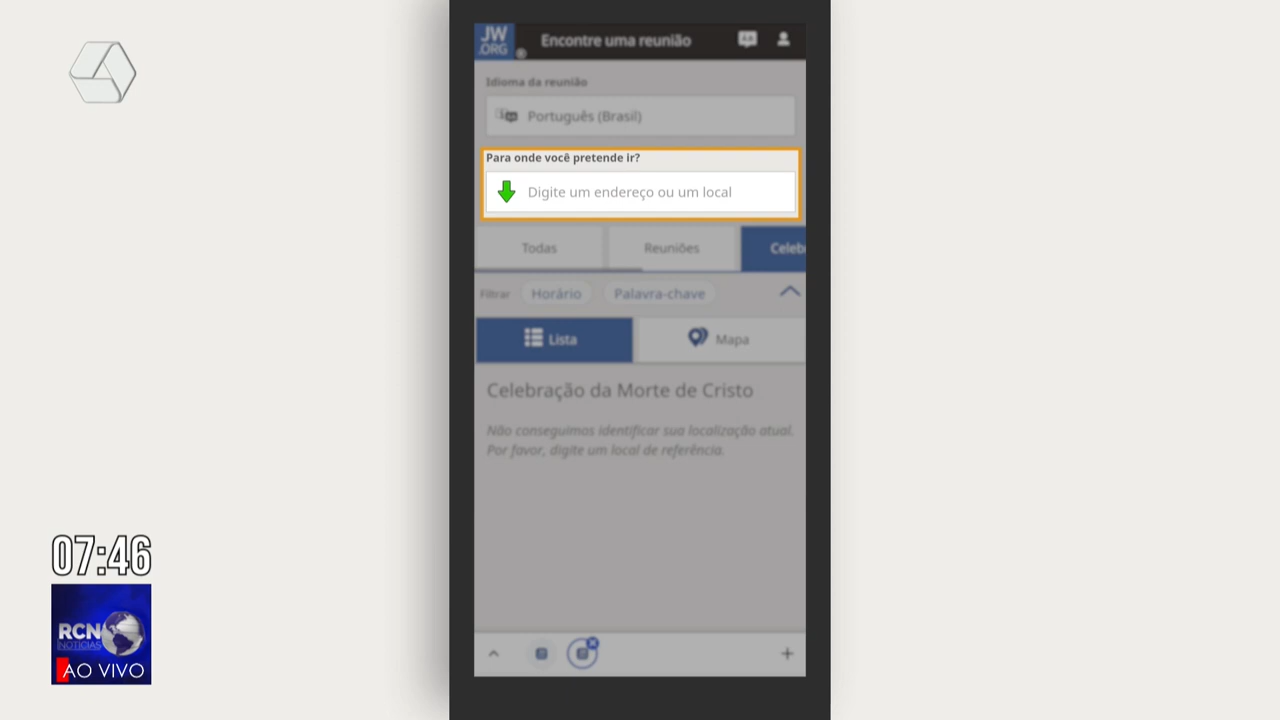 JW
.ORG
Encontre uma reunião
Idioma da reunião
Português (Brasil)
Para onde você pretende ir?
Digite um endereço ou um local
Todas
Reuniões
Celeb
Filtrar
Horário
Palavra-chave
Lista
Mapa
Celebração da Morte de Cristo
Não conseguimos identificar sua localização atual.
Por favor, digite um local de referência.
07:46
RCN
NOTÍCIAS
AO VIVO